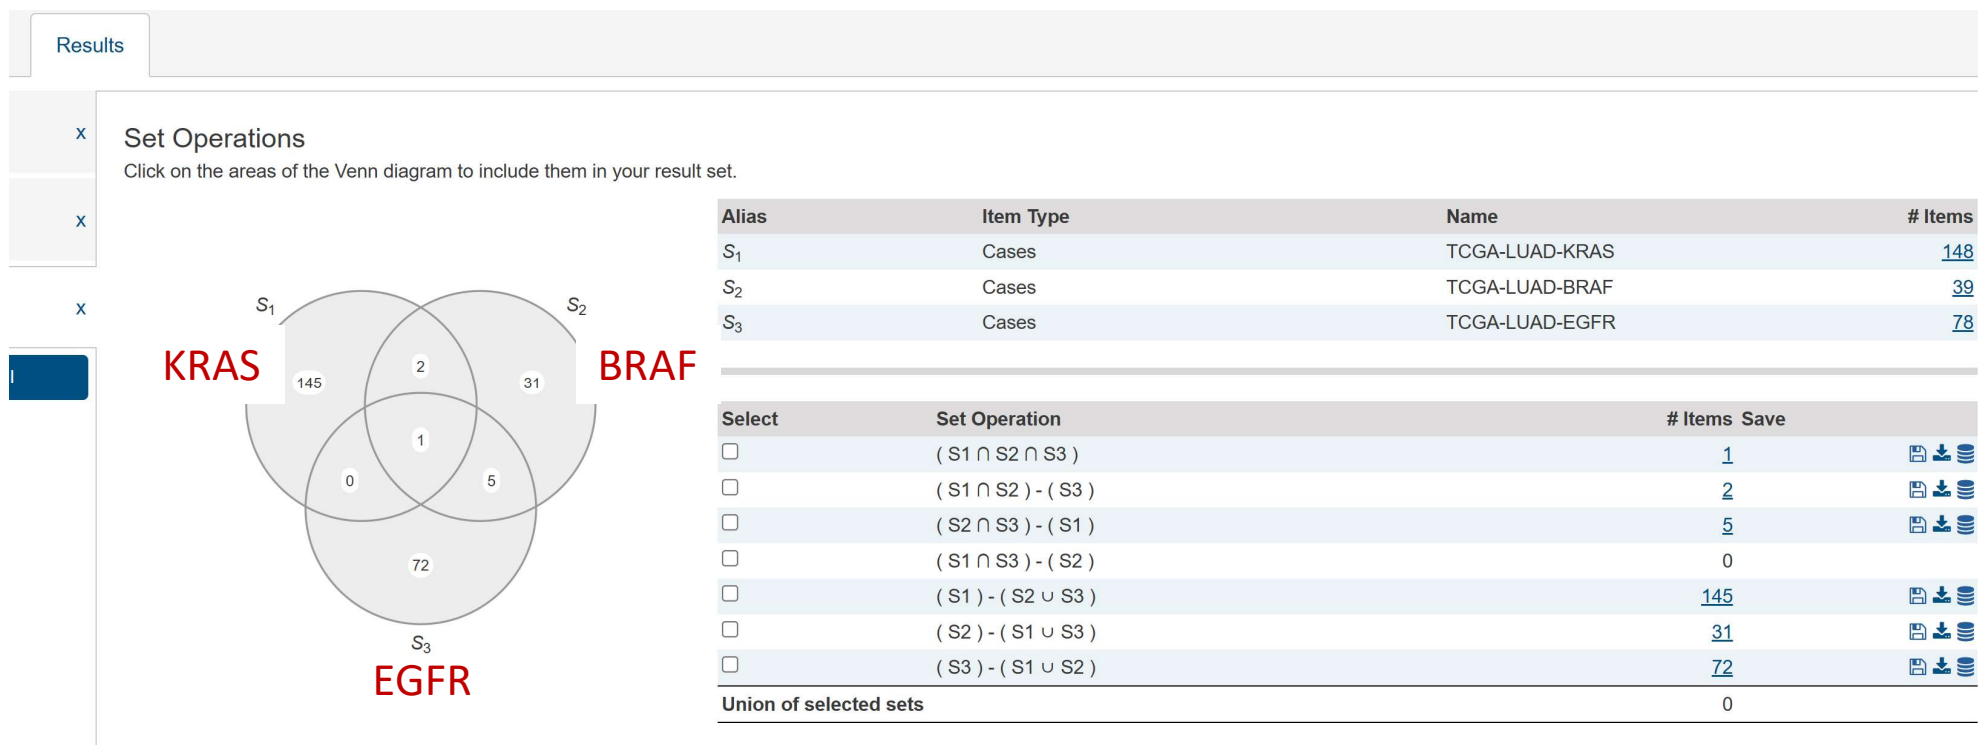 Results
x
x
x
Set Operations
Click on the areas of the Venn diagram to include them in your result set.
S1
S2
KRAS
BRAF
145
2
31
1
0
5
72
S3
EGFR
Alias Item Type Name # Items
S1 Cases TCGA-LUAD-KRAS 148
S2 Cases TCGA-LUAD-BRAF 39
S3 Cases TCGA-LUAD-EGFR 78
Select Set Operation # Items Save
( S1 ∩ S2 ∩ S3 ) 1
( S1 ∩ S2 ) - ( S3 ) 2
( S2 ∩ S3 ) - ( S1 ) 5
( S1 ∩ S3 ) - ( S2 ) 0
( S1 ) - ( S2 ∪ S3 ) 145
( S2 ) - ( S1 ∪ S3 ) 31
( S3 ) - ( S1 ∪ S2 ) 72
Union of selected sets 0